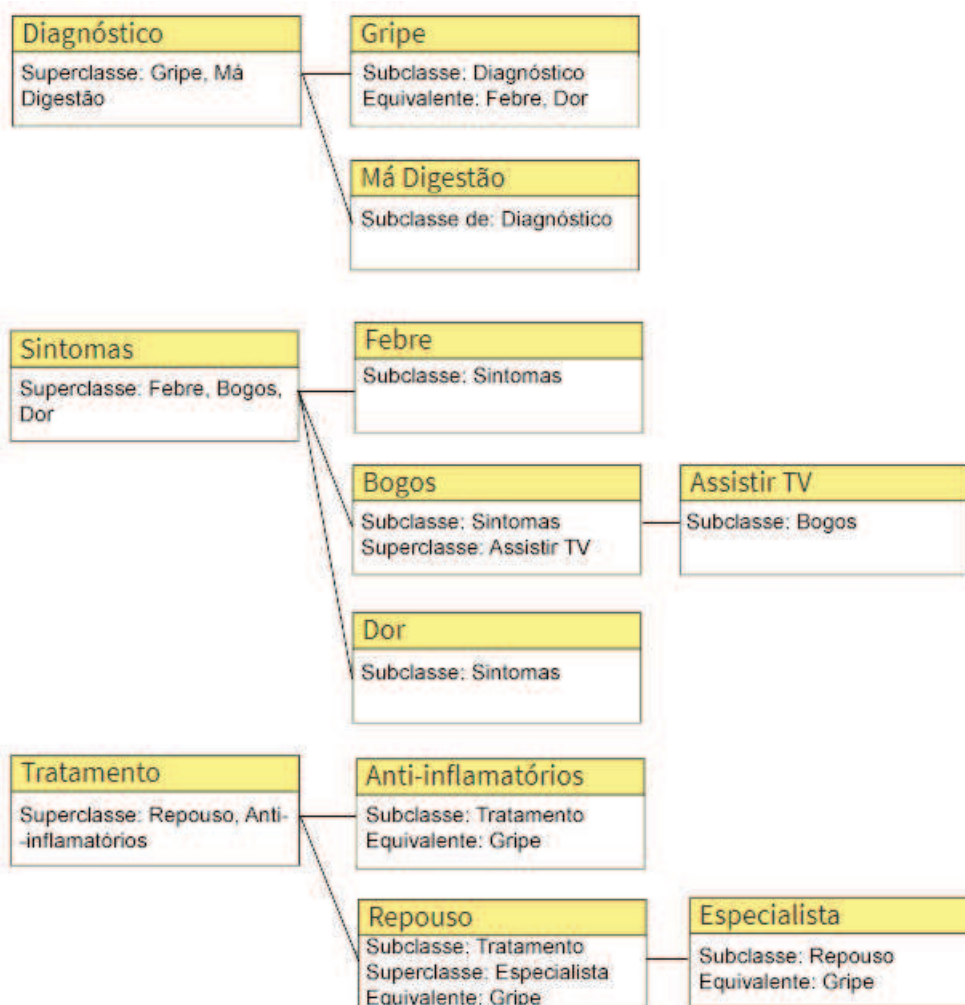 Diagnóstico
Superclasse: Gripe, Má
Digestão
Gripe
Subclasse: Diagnóstico
Equivalente: Febre, Dor
Má Digestão
Subclasse de: Diagnóstico
Sintomas
Superclasse: Febre, Bogos,
Dor
Febre
Subclasse: Sintomas
Bogos
Subclasse: Sintomas
Superclasse: Assistir TV
Assistir TV
Subclasse: Bogos
Dor
Subclasse: Sintomas
Tratamento
Superclasse: Repouso, Anti-
-inflamatórios
Anti-inflamatórios
Subclasse: Tratamento
Equivalente: Gripe
Repouso
Subclasse: Tratamento
Superclasse: Especialista
Equivalente: Gripe
Especialista
Subclasse: Repouso
Equivalente: Gripe